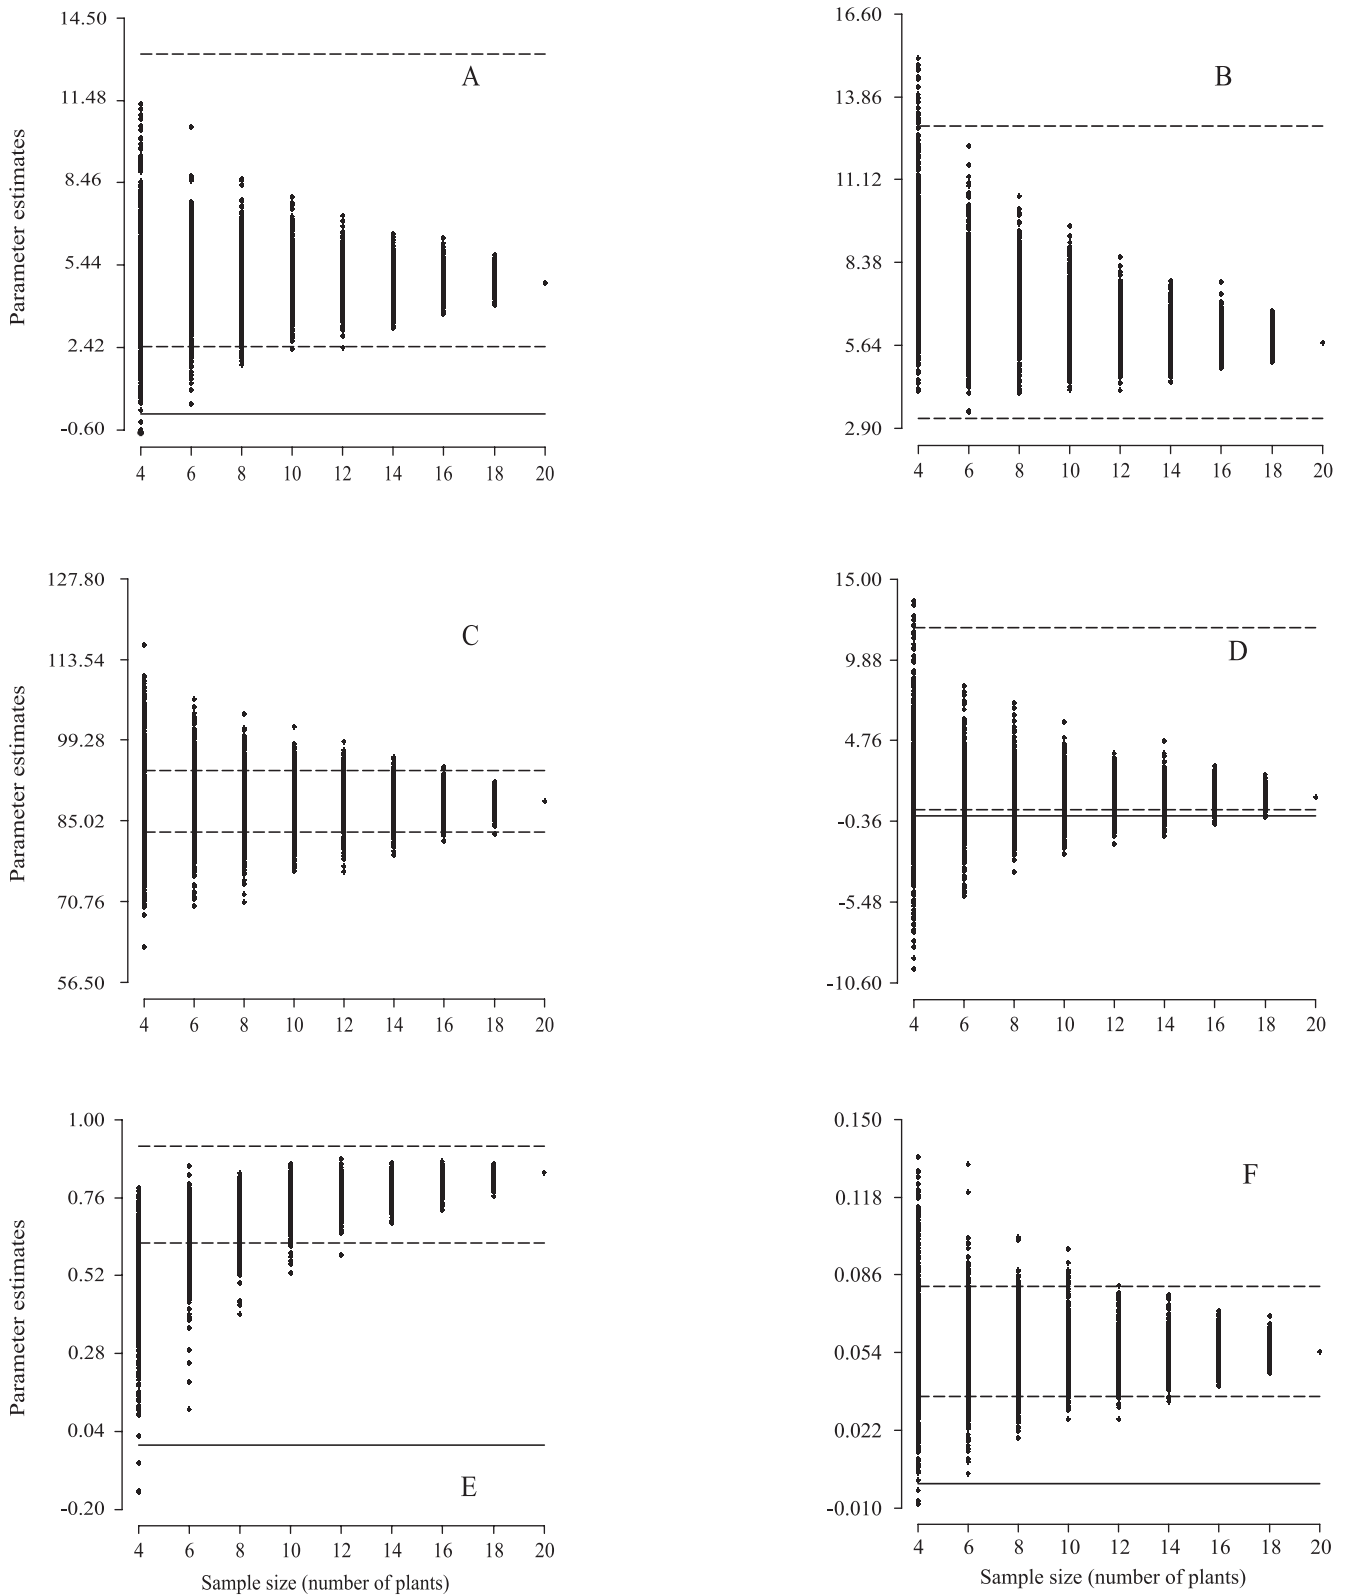 14.50
11.48
8.46
5.44
2.42
-0.60
Parameter estimates
A
4 6 8 10 12 14 16 18 20
16.60
13.86
11.12
8.38
5.64
2.90
B
4 6 8 10 12 14 16 18 20
127.80
113.54
99.28
85.02
70.76
56.50
Parameter estimates
C
4 6 8 10 12 14 16 18 20
15.00
9.88
4.76
-0.36
-5.48
-10.60
D
4 6 8 10 12 14 16 18 20
1.00
0.76
0.52
0.28
0.04
-0.20
Parameter estimates
E
4 6 8 10 12 14 16 18 20
Sample size (number of plants)
0.150
0.118
0.086
0.054
0.022
-0.010
F
4 6 8 10 12 14 16 18 20
Sample size (number of plants)